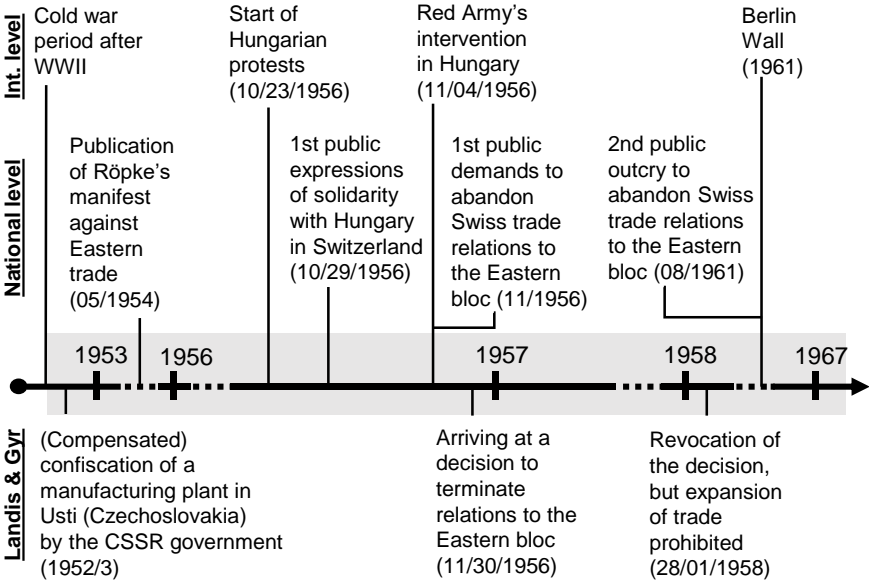 Int. level
Cold war
period after
WWII
Start of
Hungarian
protests
(10/23/1956)
Red Army's
intervention
in Hungary
(11/04/1956)
Berlin
Wall
(1961)
National level
Publication
of Röpke's
manifest
against
Eastern
trade
(05/1954)
1st public
expressions
of solidarity
with Hungary
in Switzerland
(10/29/1956)
1st public
demands to
abandon
Swiss trade
relations to
the Eastern
bloc (11/1956)
2nd public
outcry to
abandon Swiss
trade relations
to the Eastern
bloc (08/1961)
1953 1956 1957 1958 1967
Landis & Gyr
(Compensated)
confiscation of a
manufacturing plant in
Usti (Czechoslovakia)
by the CSSR government
(1952/3)
Arriving at a
decision to
terminate
relations to the
Eastern bloc
(11/30/1956)
Revocation of
the decision,
but expansion
of trade
prohibited
(28/01/1958)